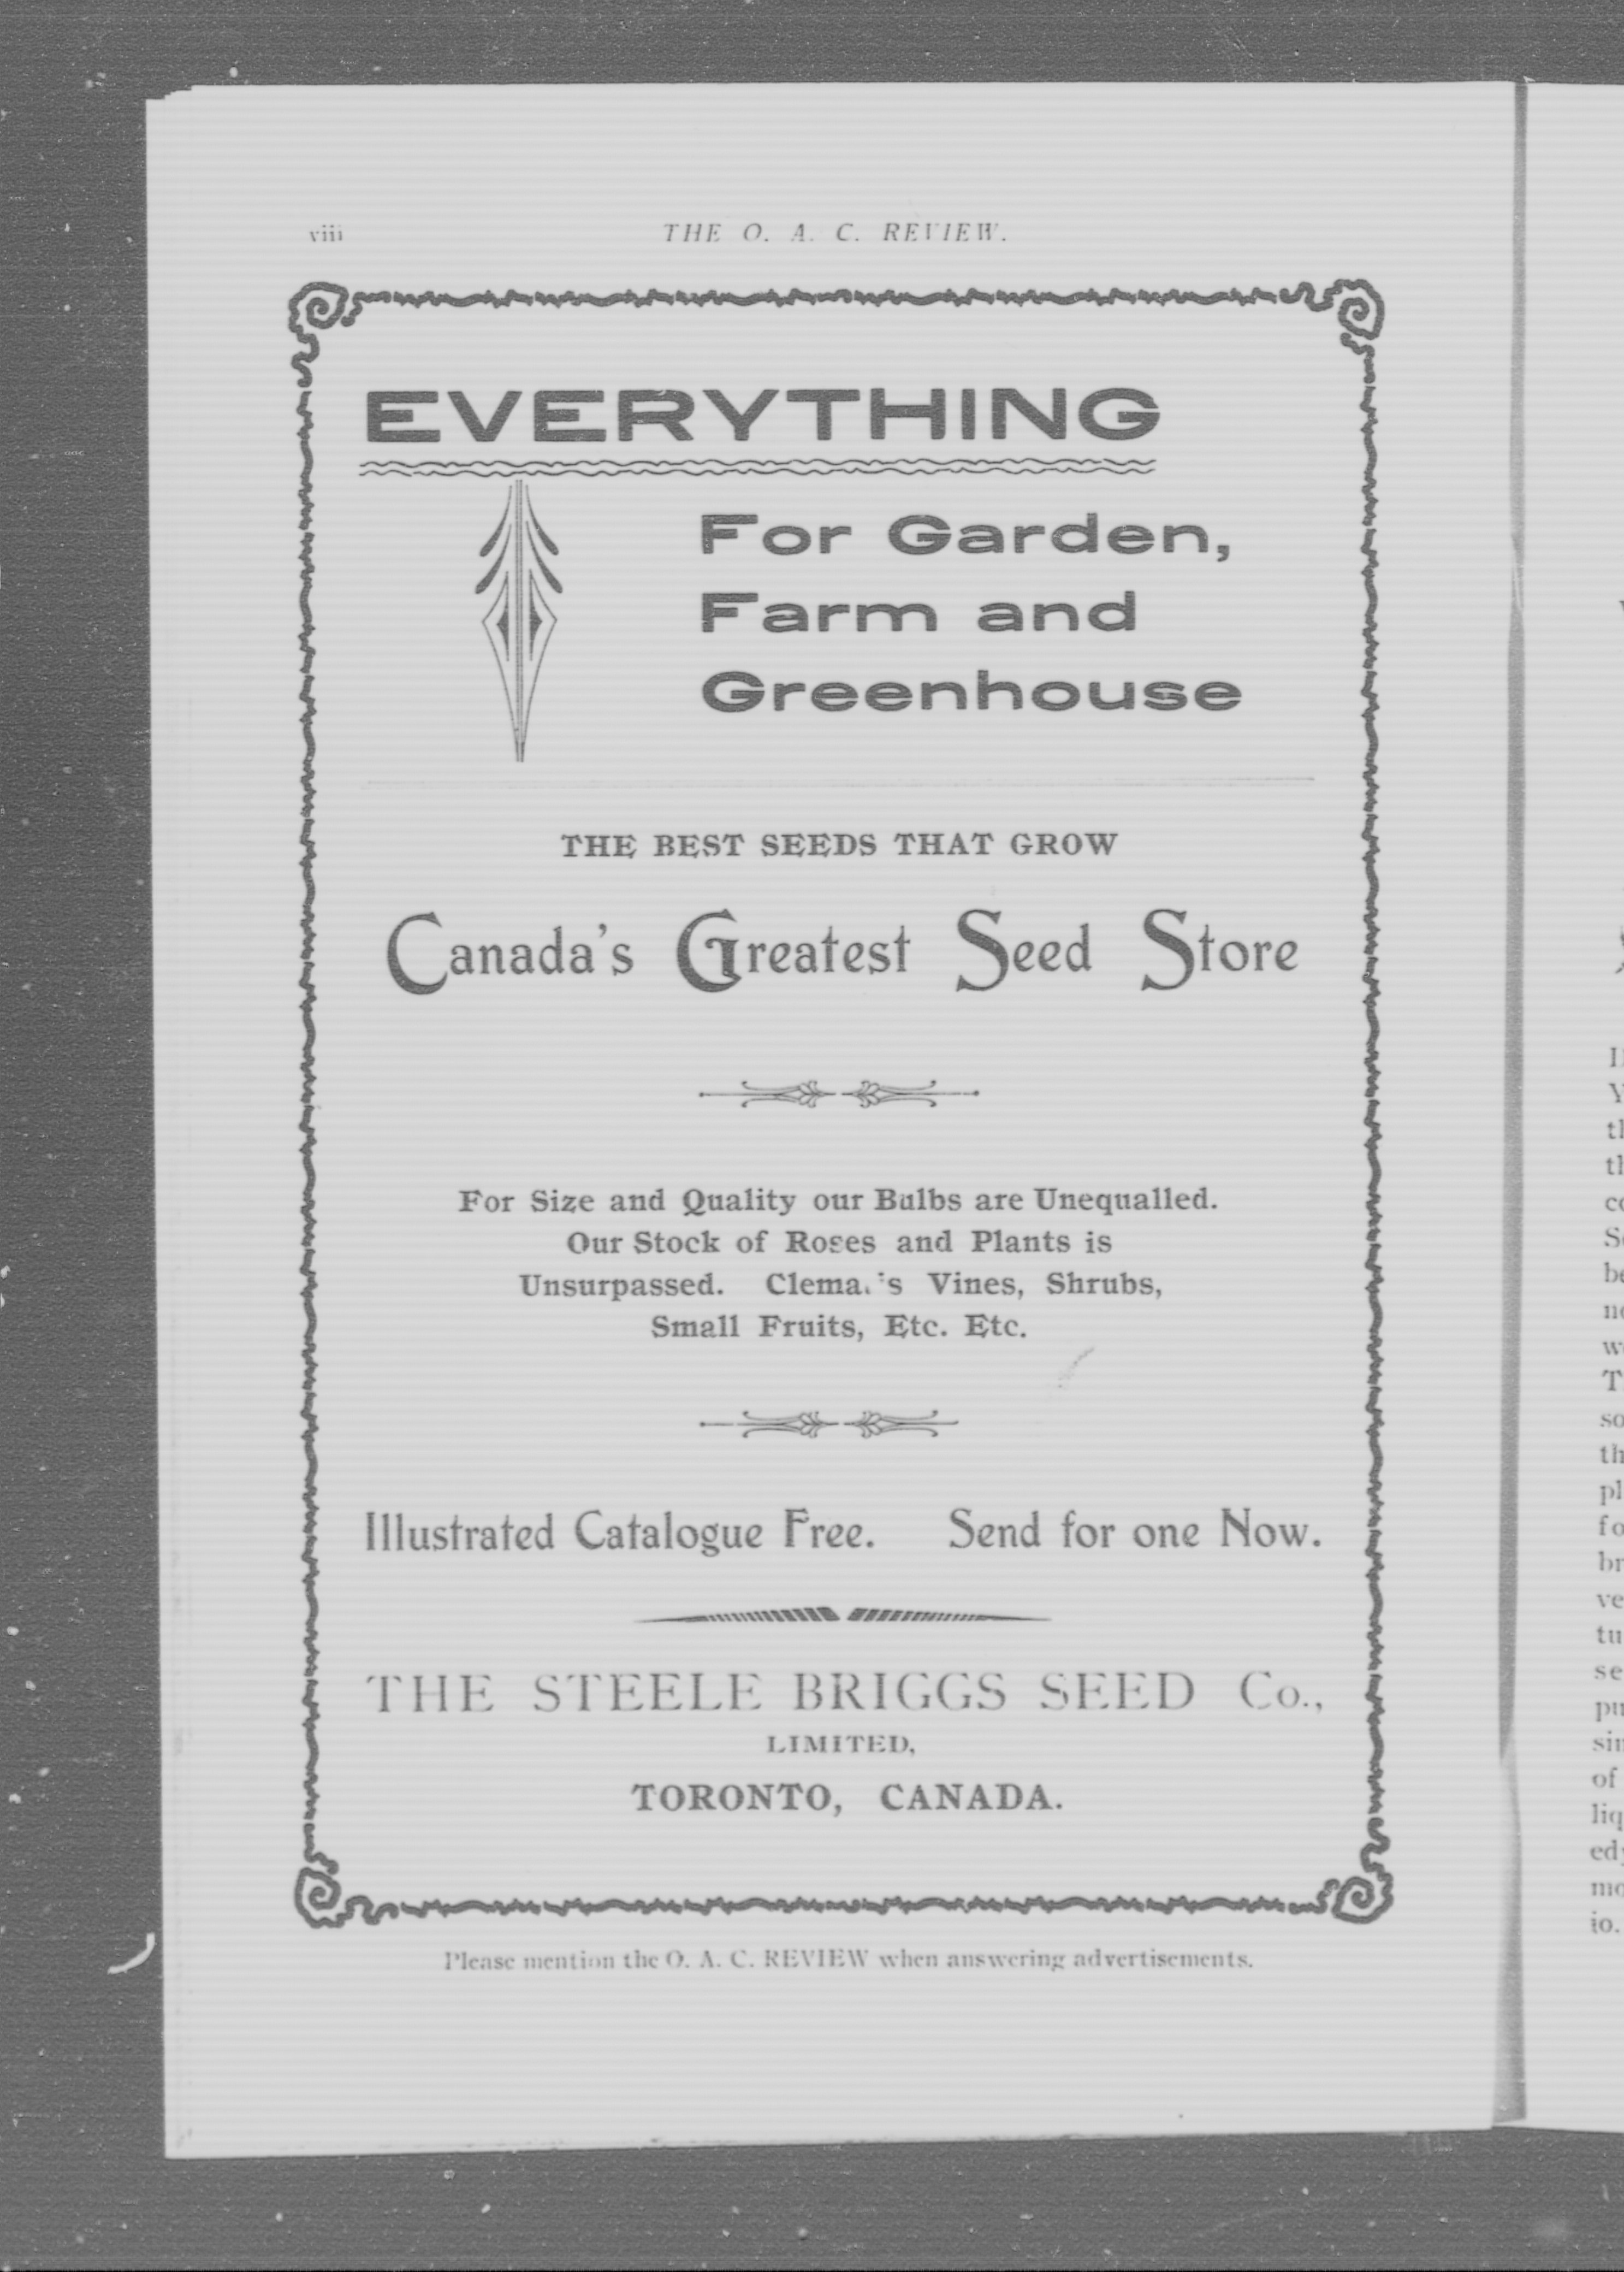 viii
THE O. A. C. REVIEW.
EVERYTHING
For Garden,
Farm and
Greenhouse
THE BEST SEEDS THAT GROW
Canada's Greatest Seed Store
For Size and Quality our Bulbs are Unequalled.
Our Stock of Roses and Plants is
Unsurpassed. Vines, Shrubs,
Small Fruits, Etc. Etc.
Illustrated Catalogue Free. Send for one Now.
THE STEELE BRIGGS SEED Co.,
LIMITED,
TORONTO, CANADA.
Please mention the O. A. C. REVIEW when answering advertisements.